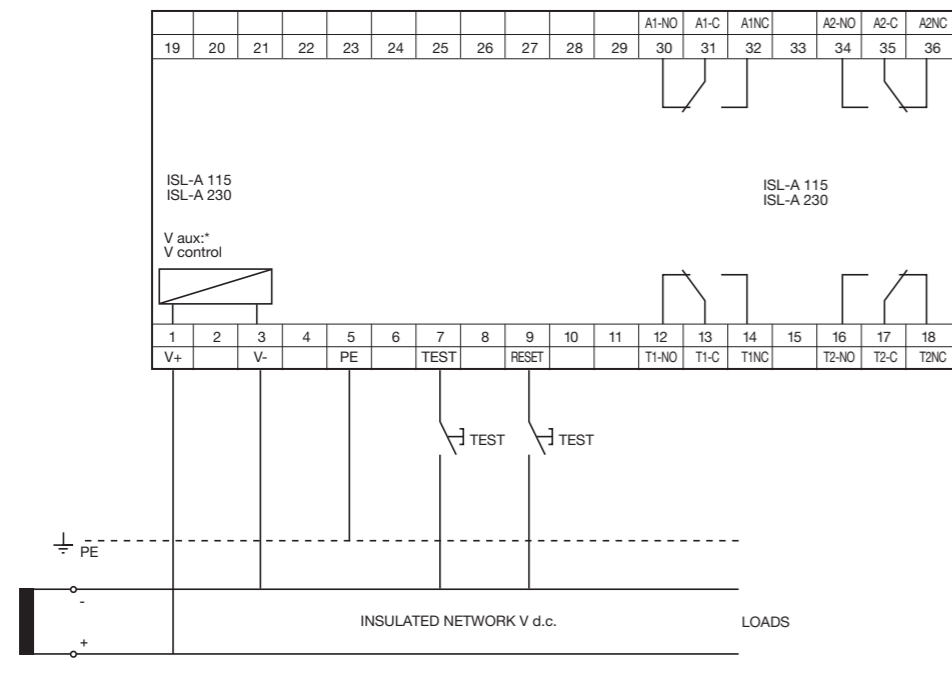 A1-NO A1-C A1NC A2-NO A2-C A2NC
19 20 21 22 23 24 25 26 27 28 29 30 31 32 33 34 35 36
ISL-A 115
ISL-A 230
ISL-A 115
ISL-A 230
V aux:*
V control
1 2 3 4 5 6 7 8 9 10 11 12 13 14 15 16 17 18
V+ V- PE TEST RESET T1-NO T1-C T1NC T2-NO T2-C T2NC
TEST TEST
PE
-
INSULATED NETWORK V d.c. LOADS
+